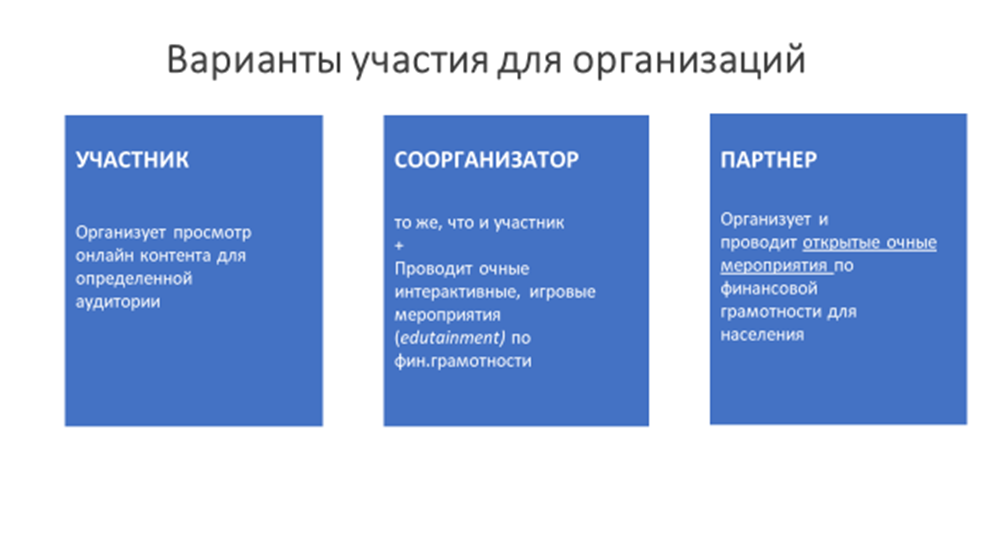 Варианты участия для организаций
УЧАСТНИК
Организует просмотр
онлайн контента для
определенной
аудитории
СООРГАНИЗАТОР
то же, что и участник
+
Проводит очные
интерактивные, игровые
мероприятия
(edutainment) по
фин.грамотности
ПАРТНЕР
Организует и
проводит открытые очные
мероприятия по
финансовой
грамотности для
населения